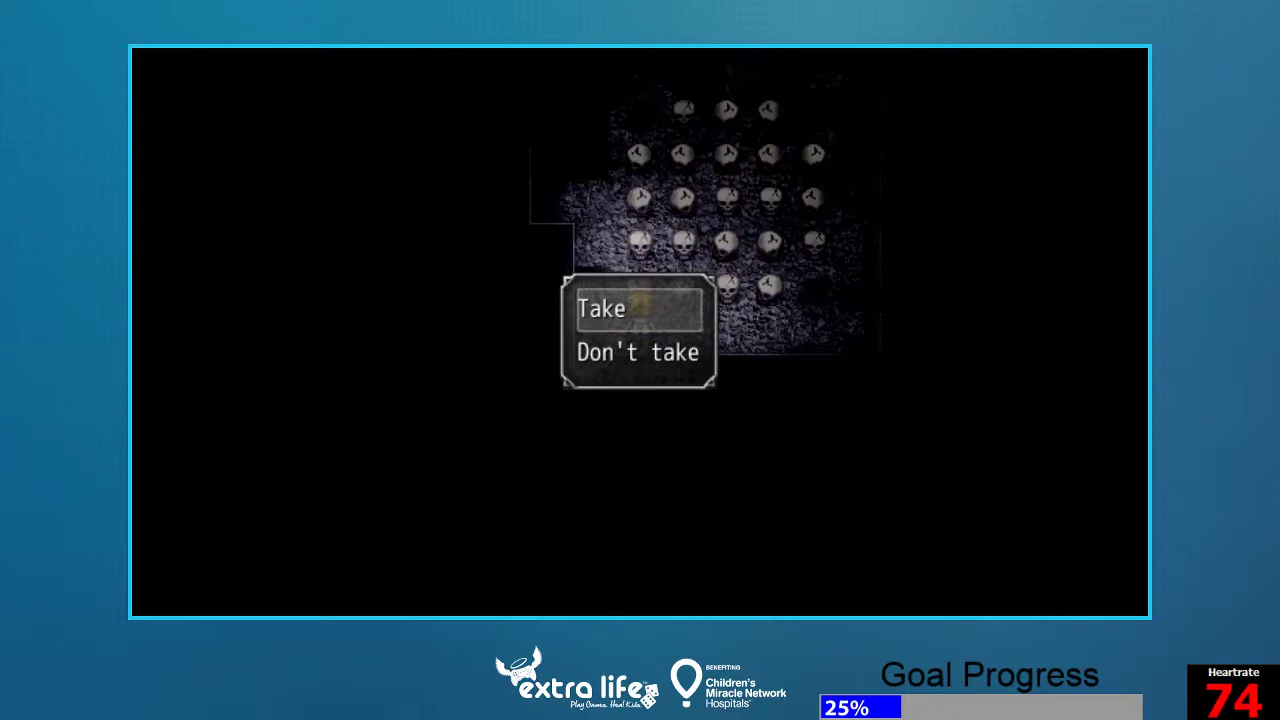 Take
Don't take
extra life
Play Games. Heal Kids.
BENEFITING
Children's
Miracle Network
Hospitals
Goal Progress
25%
Heartrate
74